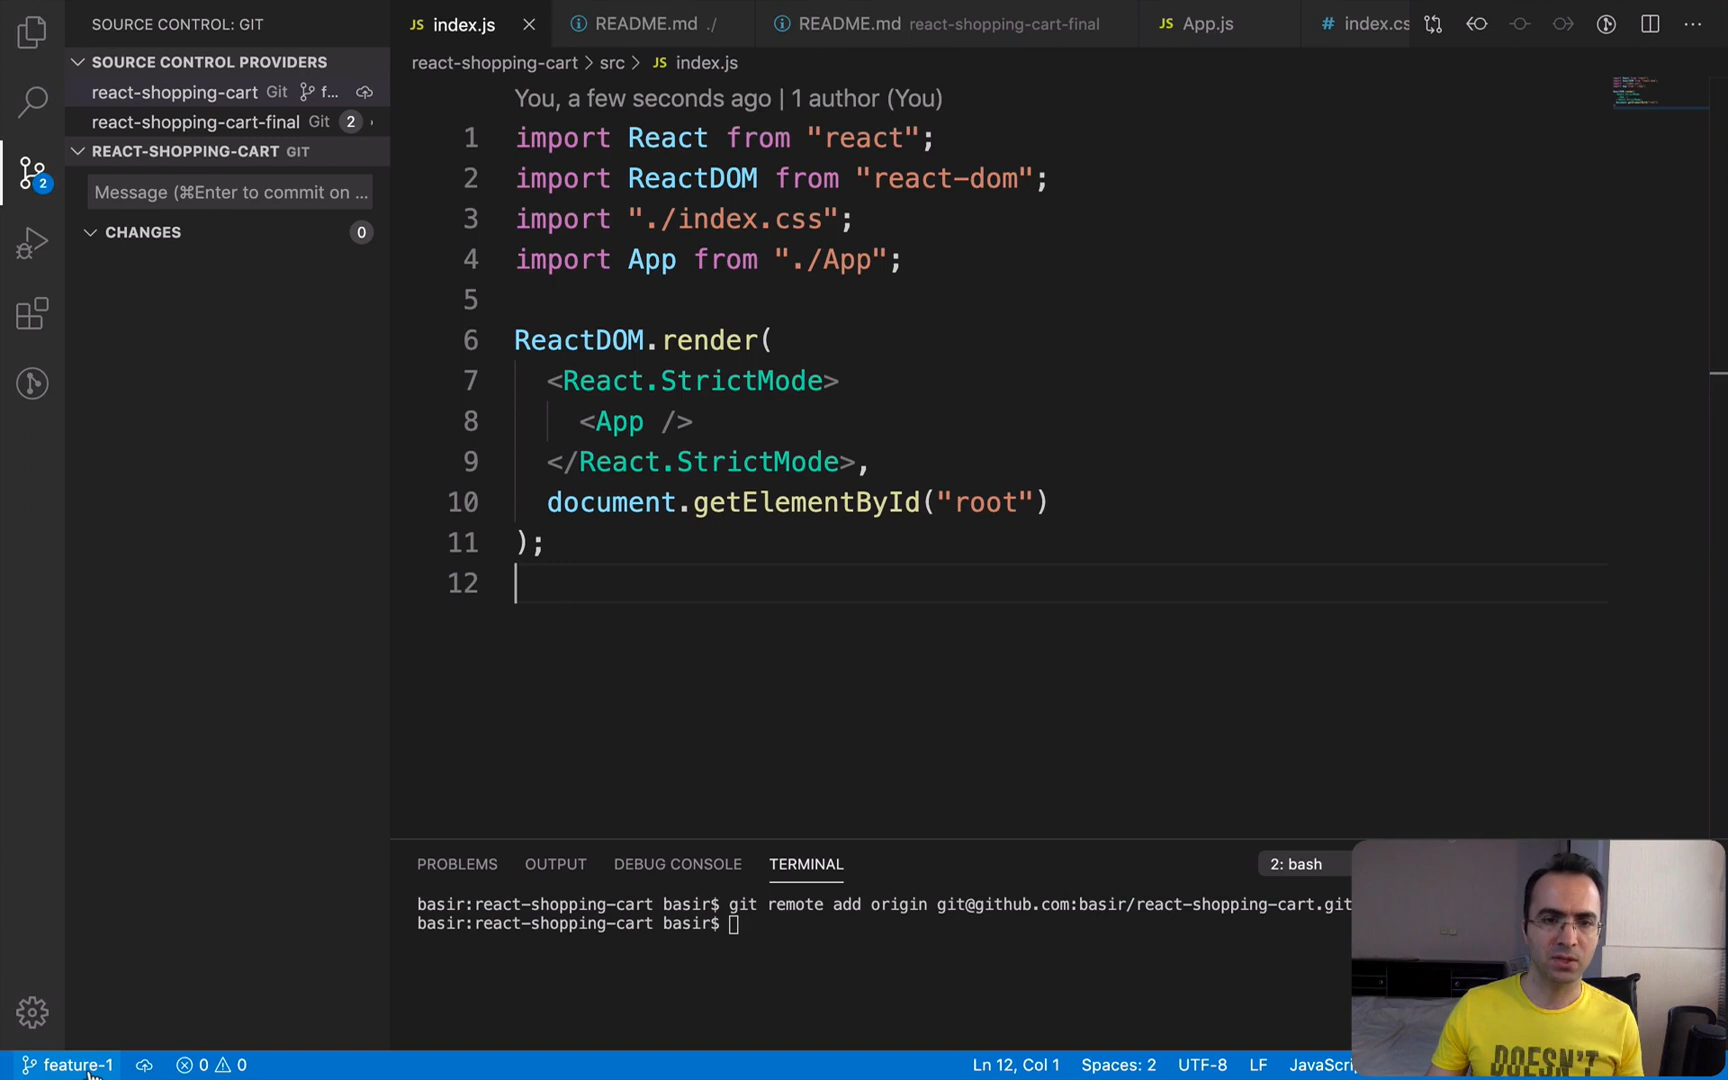 SOURCE CONTROL: GIT
SOURCE CONTROL PROVIDERS
react-shopping-cart Git f...
react-shopping-cart-final Git 2
REACT-SHOPPING-CART GIT
Message (⌘Enter to commit on ...
CHANGES 0
2
JS index.js
README.md ./
README.md react-shopping-cart-final
JS App.js
# index.cs
react-shopping-cart > src > JS index.js
You, a few seconds ago | 1 author (You)
1 import React from "react";
2 import ReactDOM from "react-dom";
3 import "./index.css";
4 import App from "./App";
5
6 ReactDOM.render(
7 <React.StrictMode>
8 <App />
9 </React.StrictMode>,
10 document.getElementById("root")
11 );
12
PROBLEMS OUTPUT DEBUG CONSOLE TERMINAL 2: bash
basir:react-shopping-cart basir$ git remote add origin git@github.com:basir/react-shopping-cart.git
basir:react-shopping-cart basir$
DOESN'T
feature-1 0 0 Ln 12, Col 1 Spaces: 2 UTF-8 LF JavaScri